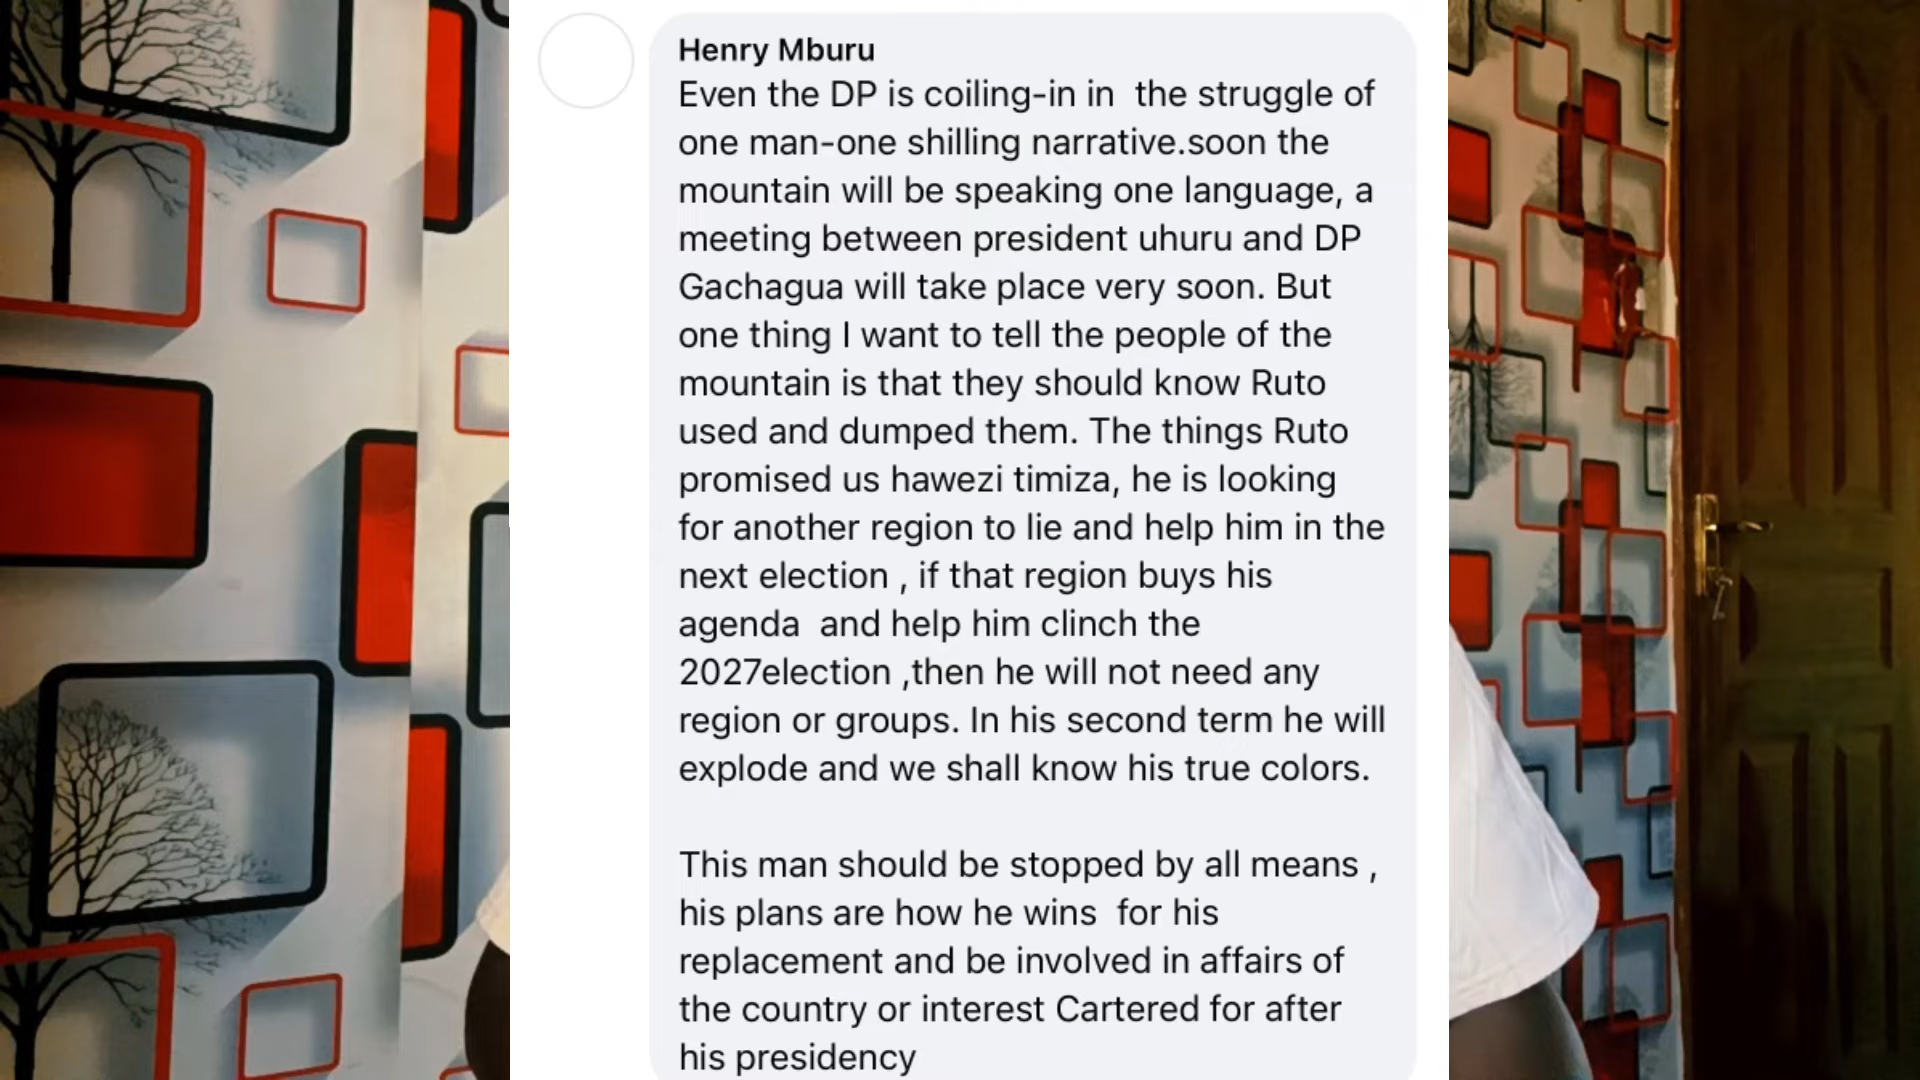 Henry Mburu
Even the DP is coiling-in in  the struggle of
one man-one shilling narrative.soon the
mountain will be speaking one language, a
meeting between president uhuru and DP
Gachagua will take place very soon. But
one thing I want to tell the people of the
mountain is that they should know Ruto
used and dumped them. The things Ruto
promised us hawezi timiza, he is looking
for another region to lie and help him in the
next election , if that region buys his
agenda  and help him clinch the
2027election ,then he will not need any
region or groups. In his second term he will
explode and we shall know his true colors.
This man should be stopped by all means ,
his plans are how he wins  for his
replacement and be involved in affairs of
the country or interest Cartered for after
his presidency